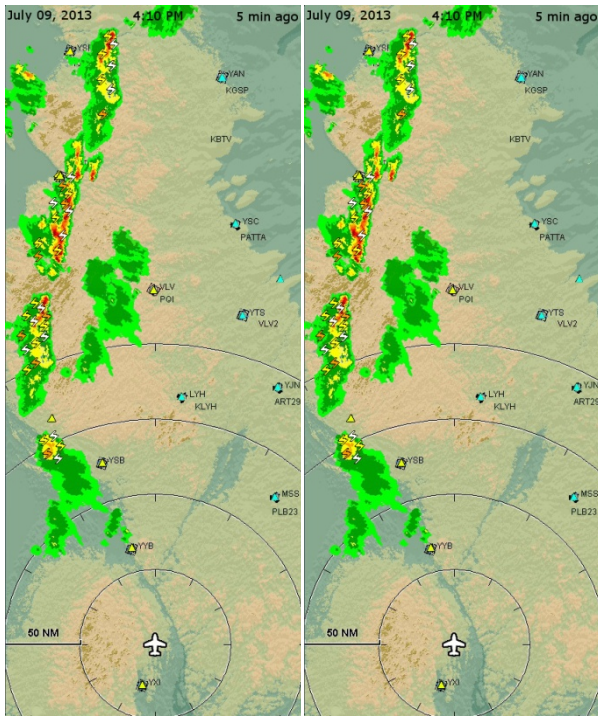 July 09, 2013 4:10 PM 5 min ago
YSI
YAN
KGSP
KBTV
YSC
PATTA
VLV
PQI
YTS
VLV2
YJN
ART29
LYH
KLYH
YSB
MSS
PLB23
YYB
50 NM
YXI
July 09, 2013 4:10 PM 5 min ago
YSI
YAN
KGSP
KBTV
YSC
PATTA
VLV
PQI
YTS
VLV2
YJN
ART29
LYH
KLYH
YSB
MSS
PLB23
YYB
50 NM
YXI